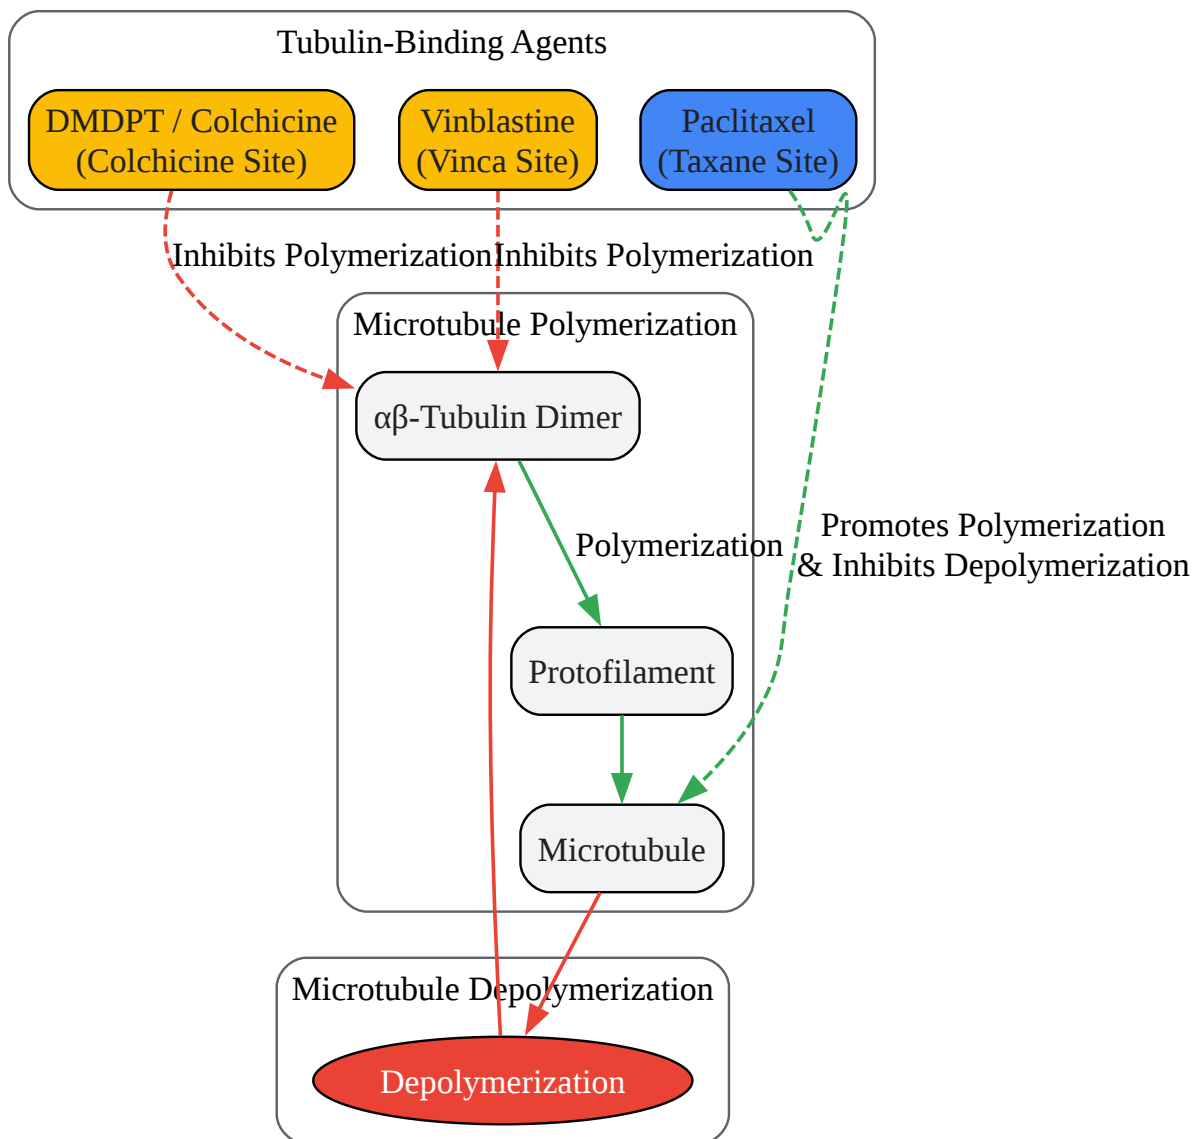 Tubulin-Binding Agents
DMDPT / Colchicine
(Colchicine Site)
Vinblastine
(Vinca Site)
Paclitaxel
(Taxane Site)
Inhibits Polymerization
Inhibits Polymerization
Microtubule Polymerization
αβ-Tubulin Dimer
Promotes Polymerization
& Inhibits Depolymerization
Polymerization
Protofilament
Microtubule
Microtubule Depolymerization
Depolymerization